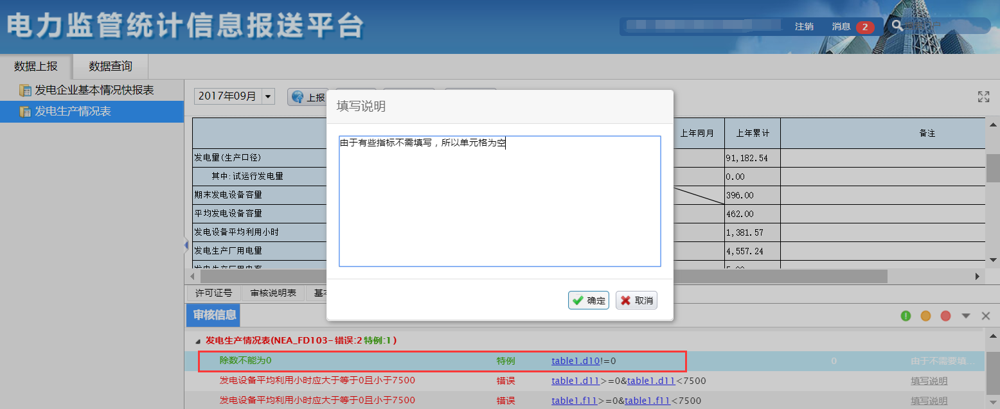 电力监管统计信息报送平台
注销 消息 2
数据上报 数据查询
发电企业基本情况快报表
发电生产情况表
2017年09月 上报
填写说明
由于有些指标不需填写，所以单元格为空
确定 取消
上年同月 上年累计 备注
发电量(生产口径) 91,182.54
其中:试运行发电量 0.00
期末发电设备容量 396.00
平均发电设备容量 462.00
发电设备平均利用小时 1,381.57
发电生产厂用电量 4,557.24
发电生产厂用电率
许可证号 审核说明表
审核信息
发电生产情况表(NEA_FD103-错误:2特例:1)
除数不能为0 特例 table1.d10!=0 0 由于不需要填...
发电设备平均利用小时应大于等于0且小于7500 错误 table1.d11>=0&table1.d11<7500 填写说明
发电设备平均利用小时应大于等于0且小于7500 错误 table1.f11>=0&table1.f11<7500 填写说明